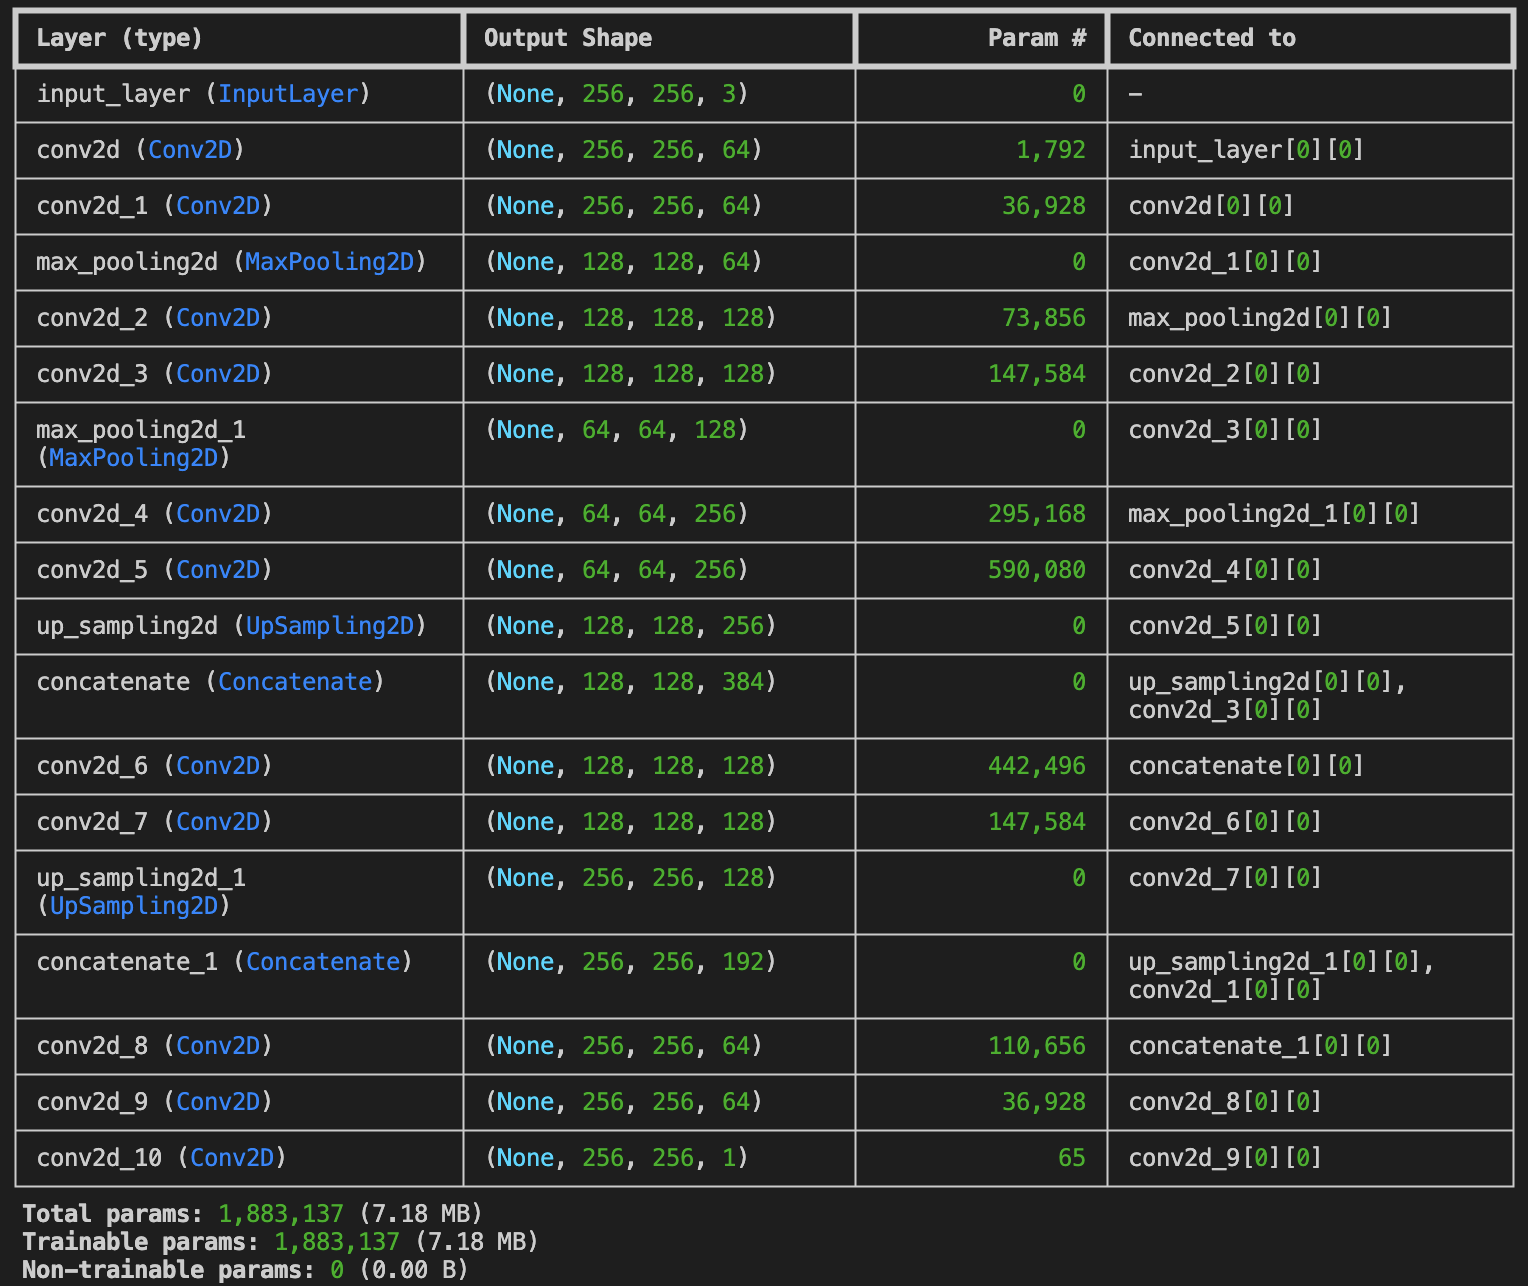 Layer (type) Output Shape Param # Connected to
input_layer (InputLayer) (None, 256, 256, 3) 0 –
conv2d (Conv2D) (None, 256, 256, 64) 1,792 input_layer[0][0]
conv2d_1 (Conv2D) (None, 256, 256, 64) 36,928 conv2d[0][0]
max_pooling2d (MaxPooling2D) (None, 128, 128, 64) 0 conv2d_1[0][0]
conv2d_2 (Conv2D) (None, 128, 128, 128) 73,856 max_pooling2d[0][0]
conv2d_3 (Conv2D) (None, 128, 128, 128) 147,584 conv2d_2[0][0]
max_pooling2d_1 (None, 64, 64, 128) 0 conv2d_3[0][0]
(MaxPooling2D)
conv2d_4 (Conv2D) (None, 64, 64, 256) 295,168 max_pooling2d_1[0][0]
conv2d_5 (Conv2D) (None, 64, 64, 256) 590,080 conv2d_4[0][0]
up_sampling2d (UpSampling2D) (None, 128, 128, 256) 0 conv2d_5[0][0]
concatenate (Concatenate) (None, 128, 128, 384) 0 up_sampling2d[0][0],
conv2d_3[0][0]
conv2d_6 (Conv2D) (None, 128, 128, 128) 442,496 concatenate[0][0]
conv2d_7 (Conv2D) (None, 128, 128, 128) 147,584 conv2d_6[0][0]
up_sampling2d_1 (None, 256, 256, 128) 0 conv2d_7[0][0]
(UpSampling2D)
concatenate_1 (Concatenate) (None, 256, 256, 192) 0 up_sampling2d_1[0][0],
conv2d_1[0][0]
conv2d_8 (Conv2D) (None, 256, 256, 64) 110,656 concatenate_1[0][0]
conv2d_9 (Conv2D) (None, 256, 256, 64) 36,928 conv2d_8[0][0]
conv2d_10 (Conv2D) (None, 256, 256, 1) 65 conv2d_9[0][0]
Total params: 1,883,137 (7.18 MB)
Trainable params: 1,883,137 (7.18 MB)
Non-trainable params: 0 (0.00 B)